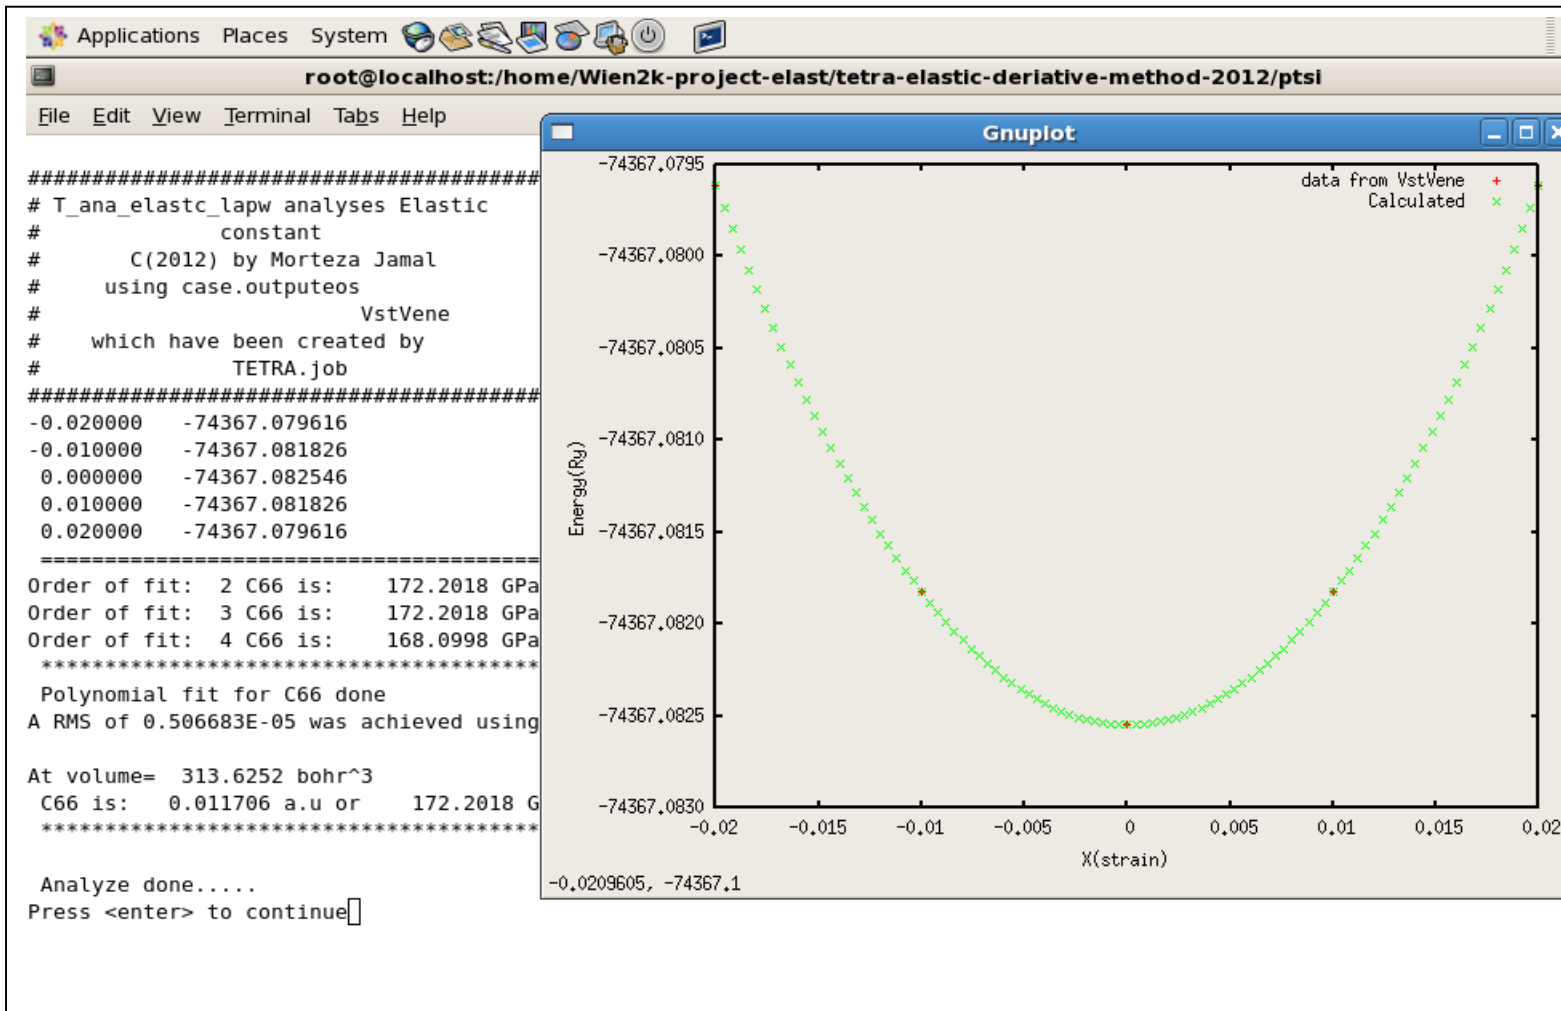 Applications Places System
root@localhost:/home/Wien2k-project-elast/tetra-elastic-deriative-method-2012/ptsi
File Edit View Terminal Tabs Help
########################################
# T_ana_elastc_lapw analyses Elastic
# constant
# C(2012) by Morteza Jamal
# using case.outputeos
# VstVene
# which have been created by
# TETRA.job
########################################
-0.020000 -74367.079616
-0.010000 -74367.081826
0.000000 -74367.082546
0.010000 -74367.081826
0.020000 -74367.079616
=======================================
Order of fit: 2 C66 is: 172.2018 GPa
Order of fit: 3 C66 is: 172.2018 GPa
Order of fit: 4 C66 is: 168.0998 GPa
***************************************
Polynomial fit for C66 done
A RMS of 0.506683E-05 was achieved using
At volume= 313.6252 bohr^3
C66 is: 0.011706 a.u or 172.2018 G
***************************************
Analyze done.....
Press <enter> to continue
Gnuplot
data from VstVene
Calculated
-74367.0795
-74367.0800
-74367.0805
-74367.0810
-74367.0815
-74367.0820
-74367.0825
-74367.0830
Energy(Ry)
-0.02 -0.015 -0.01 -0.005 0 0.005 0.01 0.015 0.02
X(strain)
-0.0209605, -74367.1